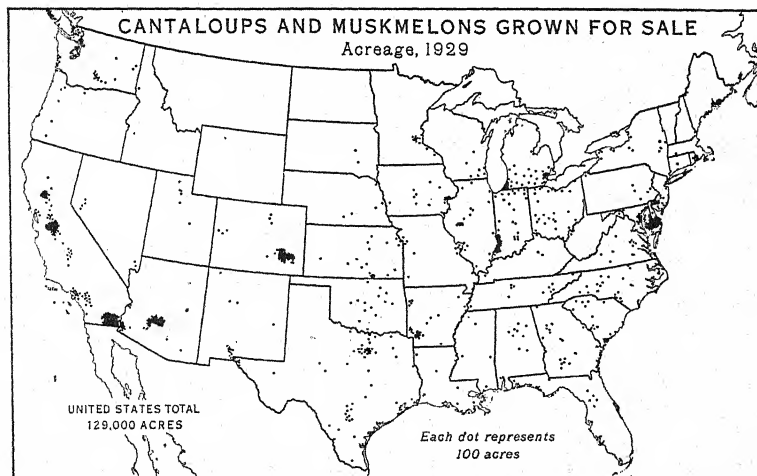 CANTALOUPS AND MUSKMELONS GROWN FOR SALE
Acreage, 1929
UNITED STATES TOTAL
129,000 ACRES
Each dot represents
100 acres